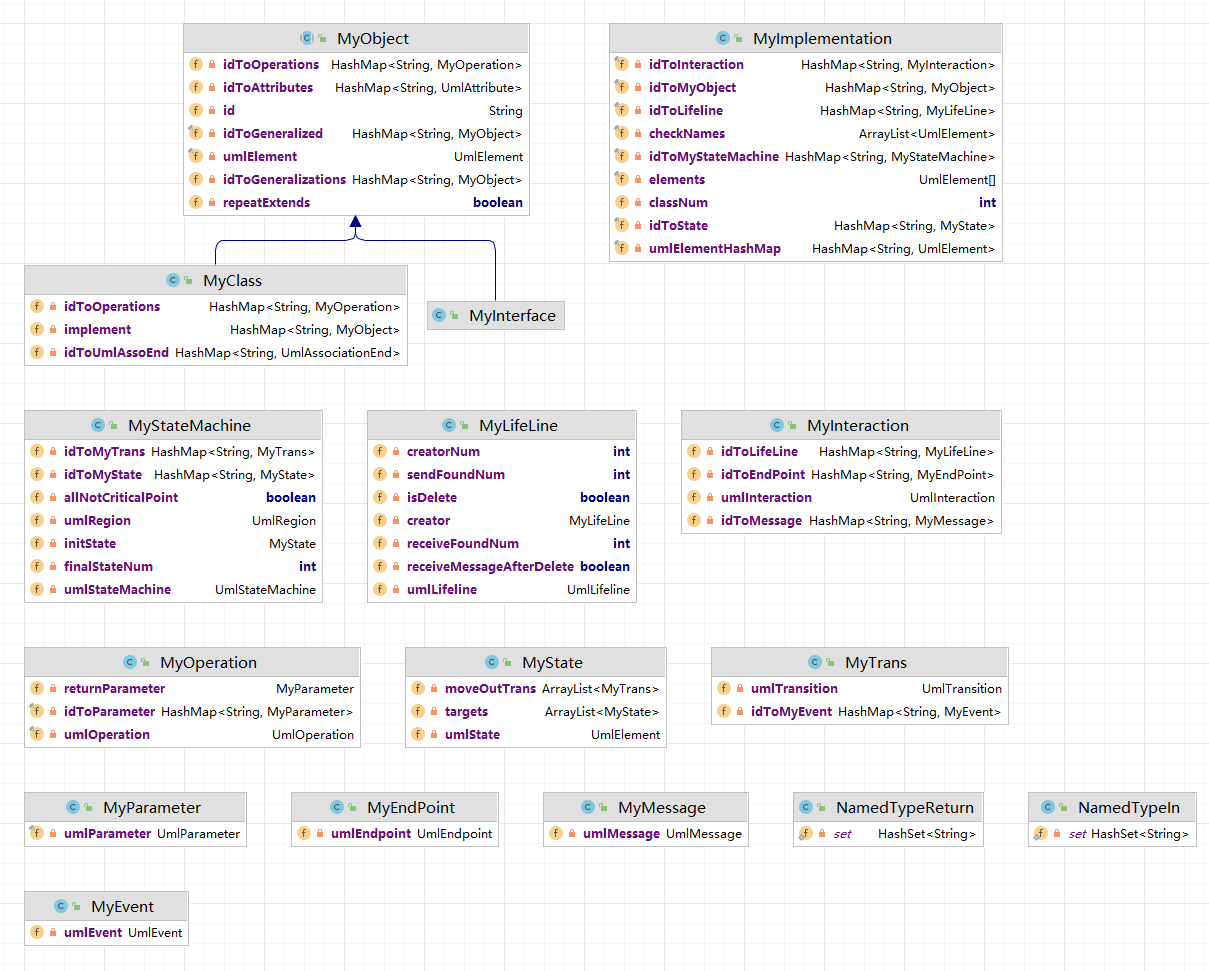 MyObject
idToOperations HashMap<String, MyOperation>
idToAttributes HashMap<String, UmlAttribute>
id String
idToGeneralized HashMap<String, MyObject>
umlElement UmlElement
idToGeneralizations HashMap<String, MyObject>
repeatExtends boolean
MyImplementation
idToInteraction HashMap<String, MyInteraction>
idToMyObject HashMap<String, MyObject>
idToLifeline HashMap<String, MyLifeLine>
checkNames ArrayList<UmlElement>
idToMyStateMachine HashMap<String, MyStateMachine>
elements UmlElement[]
classNum int
idToState HashMap<String, MyState>
umlElementHashMap HashMap<String, UmlElement>
MyClass
idToOperations HashMap<String, MyOperation>
implement HashMap<String, MyObject>
idToUmlAssoEnd HashMap<String, UmlAssociationEnd>
MyInterface
MyStateMachine
idToMyTrans HashMap<String, MyTrans>
idToMyState HashMap<String, MyState>
allNotCriticalPoint boolean
umlRegion UmlRegion
initState MyState
finalStateNum int
umlStateMachine UmlStateMachine
MyLifeLine
creatorNum int
sendFoundNum int
isDelete boolean
creator MyLifeLine
receiveFoundNum int
receiveMessageAfterDelete boolean
umlLifeline UmlLifeline
MyInteraction
idToLifeLine HashMap<String, MyLifeLine>
idToEndPoint HashMap<String, MyEndPoint>
umlInteraction UmlInteraction
idToMessage HashMap<String, MyMessage>
MyOperation
returnParameter MyParameter
idToParameter HashMap<String, MyParameter>
umlOperation UmlOperation
MyState
moveOutTrans ArrayList<MyTrans>
targets ArrayList<MyState>
umlState UmlElement
MyTrans
umlTransition UmlTransition
idToMyEvent HashMap<String, MyEvent>
MyParameter
umlParameter UmlParameter
MyEndPoint
umlEndpoint UmlEndpoint
MyMessage
umlMessage UmlMessage
NamedTypeReturn
set HashSet<String>
NamedTypeIn
set HashSet<String>
MyEvent
umlEvent UmlEvent